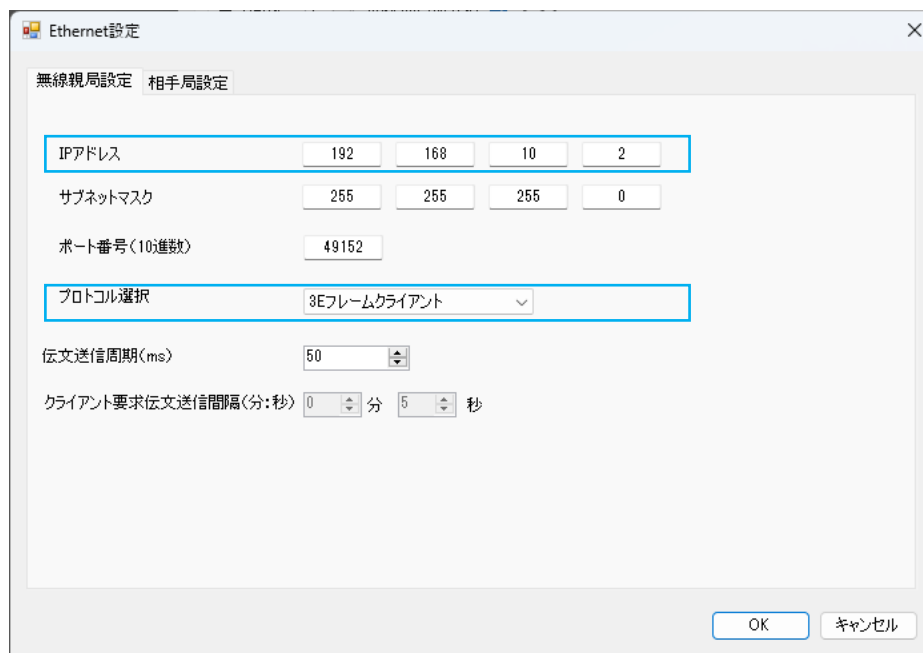 Ethernet設定
無線親局設定 相手局設定
IPアドレス 192 168 10 2
サブネットマスク 255 255 255 0
ポート番号(10進数) 49152
プロトコル選択 3Eフレームクライアント
伝文送信周期(ms) 50
クライアント要求伝文送信間隔(分:秒) 0 分 5 秒
OK キャンセル